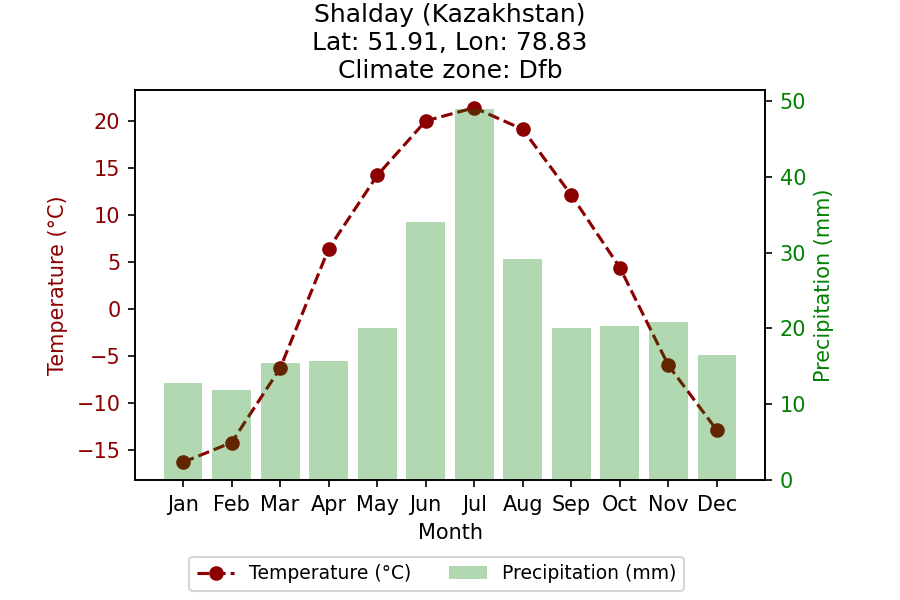 Shalday (Kazakhstan)
Lat: 51.91, Lon: 78.83
Climate zone: Dfb
Temperature (°C)
20
15
10
5
0
−5
−10
−15
50
40
30
20
10
0
Precipitation (mm)
Jan Feb Mar Apr May Jun Jul Aug Sep Oct Nov Dec
Month
Temperature (°C) Precipitation (mm)